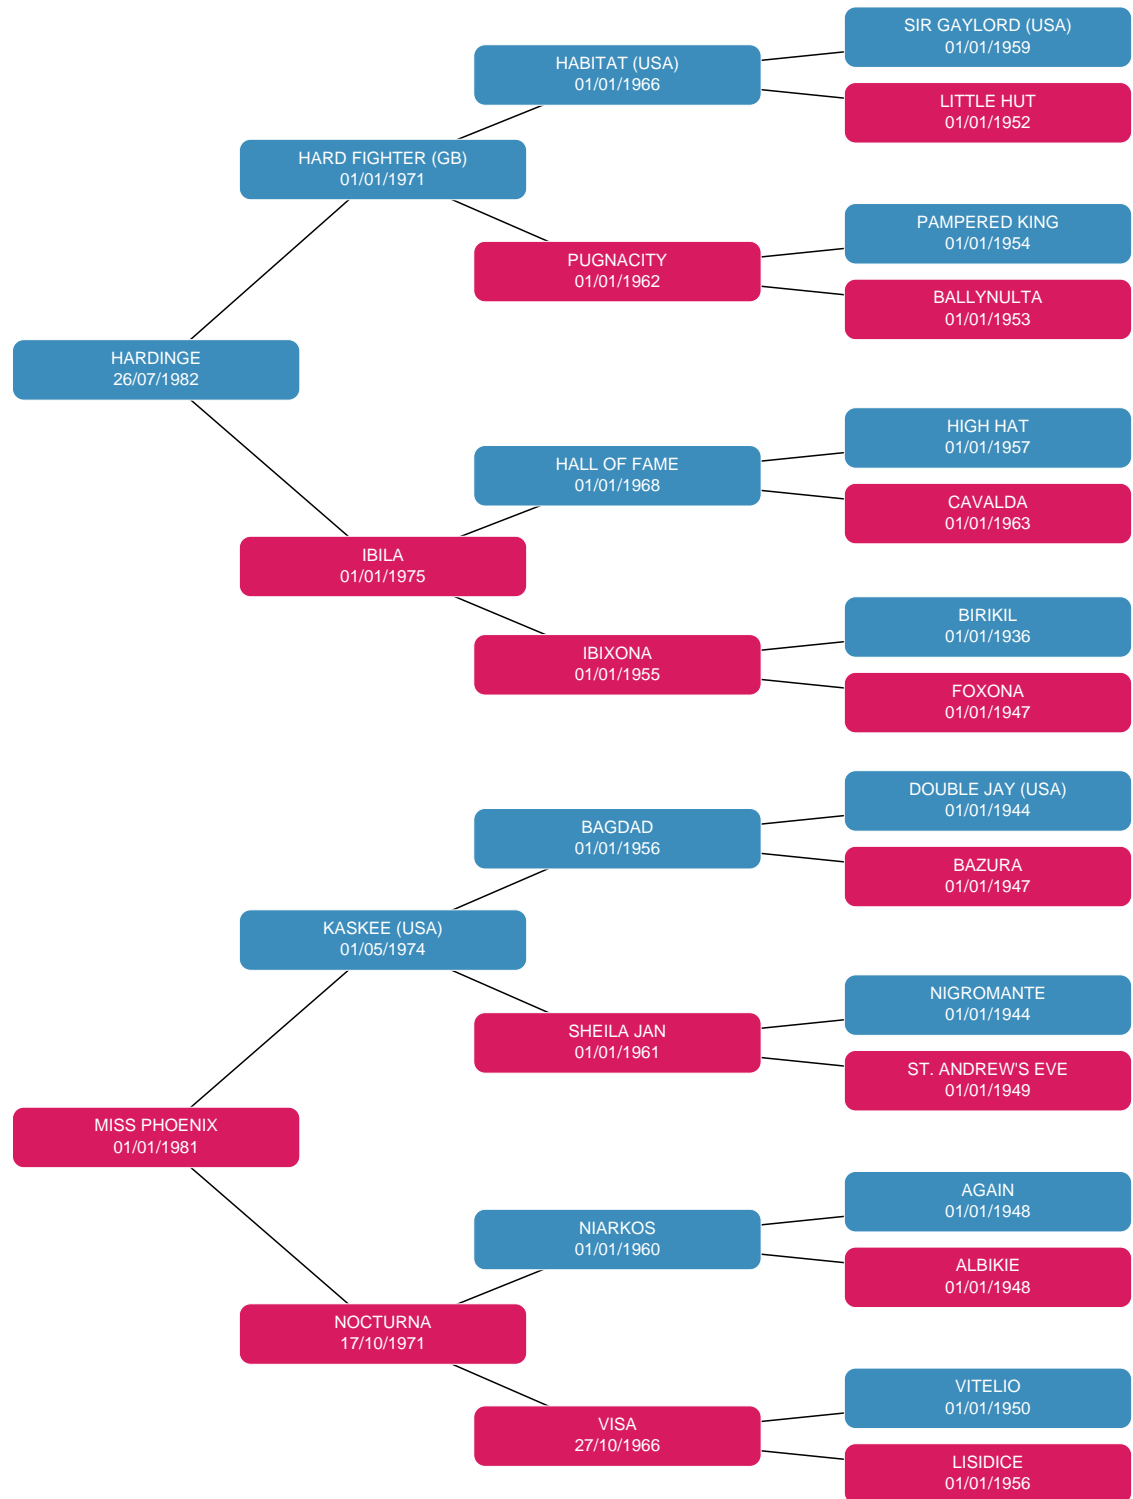 SIR GAYLORD (USA)
01/01/1959
HABITAT (USA)
01/01/1966
LITTLE HUT
01/01/1952
HARD FIGHTER (GB)
01/01/1971
PAMPERED KING
01/01/1954
PUGNACITY
01/01/1962
BALLYNULTA
01/01/1953
HARDINGE
26/07/1982
HIGH HAT
01/01/1957
HALL OF FAME
01/01/1968
CAVALDA
01/01/1963
IBILA
01/01/1975
BIRIKIL
01/01/1936
IBIXONA
01/01/1955
FOXONA
01/01/1947
DOUBLE JAY (USA)
01/01/1944
BAGDAD
01/01/1956
BAZURA
01/01/1947
KASKEE (USA)
01/05/1974
NIGROMANTE
01/01/1944
SHEILA JAN
01/01/1961
ST. ANDREW'S EVE
01/01/1949
MISS PHOENIX
01/01/1981
AGAIN
01/01/1948
NIARKOS
01/01/1960
ALBIKIE
01/01/1948
NOCTURNA
17/10/1971
VITELIO
01/01/1950
VISA
27/10/1966
LISIDICE
01/01/1956